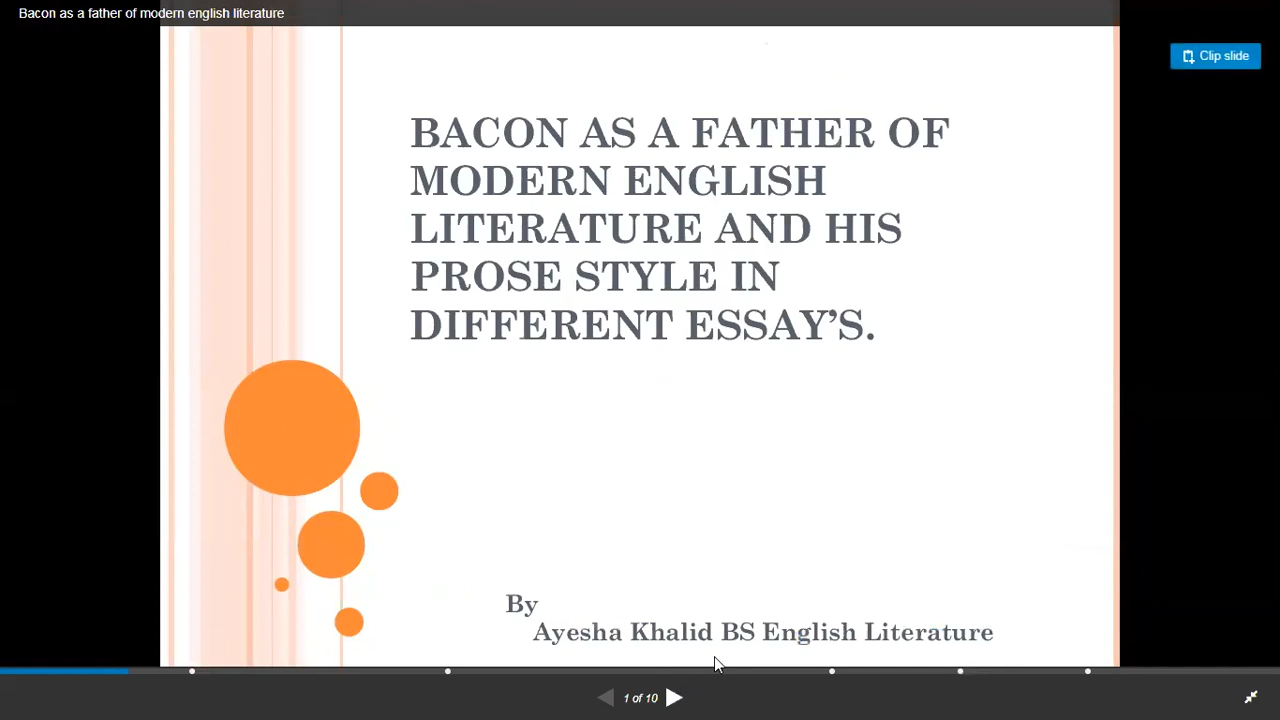 Bacon as a father of modern english literature
Clip slide
BACON AS A FATHER OF
MODERN ENGLISH
LITERATURE AND HIS
PROSE STYLE IN
DIFFERENT ESSAY’S.
By
Ayesha Khalid BS English Literature
1 of 10